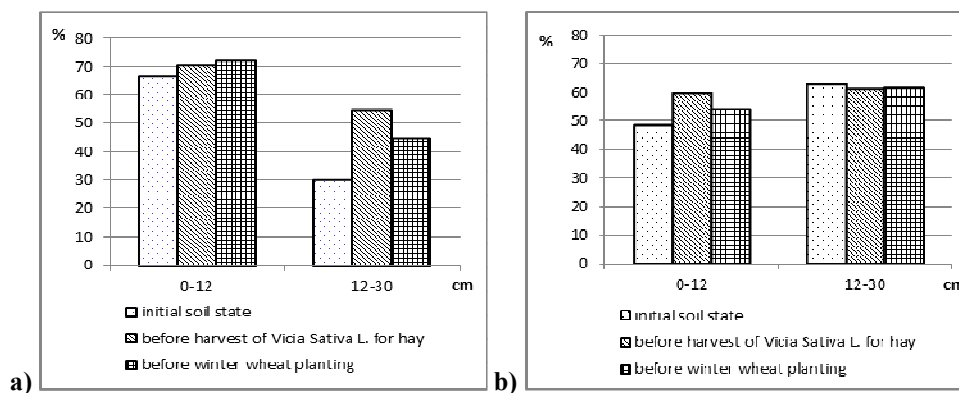 %
80
70
60
50
40
30
20
10
0
0-12 12-30 cm
initial soil state
before harvest of Vicia Sativa L. for hay
before winter wheat planting
a)
%
80
70
60
50
40
30
20
10
0
0-12 12-30 cm
initial soil state
before harvest of Vicia Sativa L. for hay
before winter wheat planting
b)